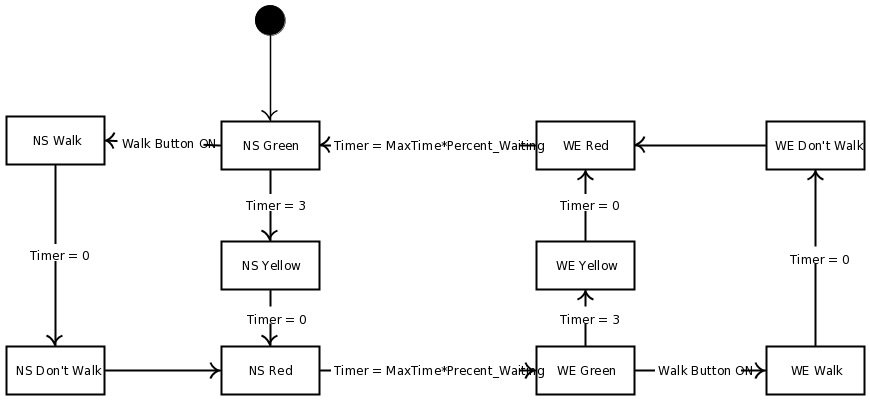 NS Walk
Walk Button ON
NS Green
Timer = MaxTime*Percent_Waiting
WE Red
WE Don't Walk
Timer = 3
Timer = 0
Timer = 0
Timer = 0
NS Yellow
WE Yellow
Timer = 0
Timer = 3
NS Don't Walk
NS Red
Timer = MaxTime*Precent_Waiting
WE Green
Walk Button ON
WE Walk